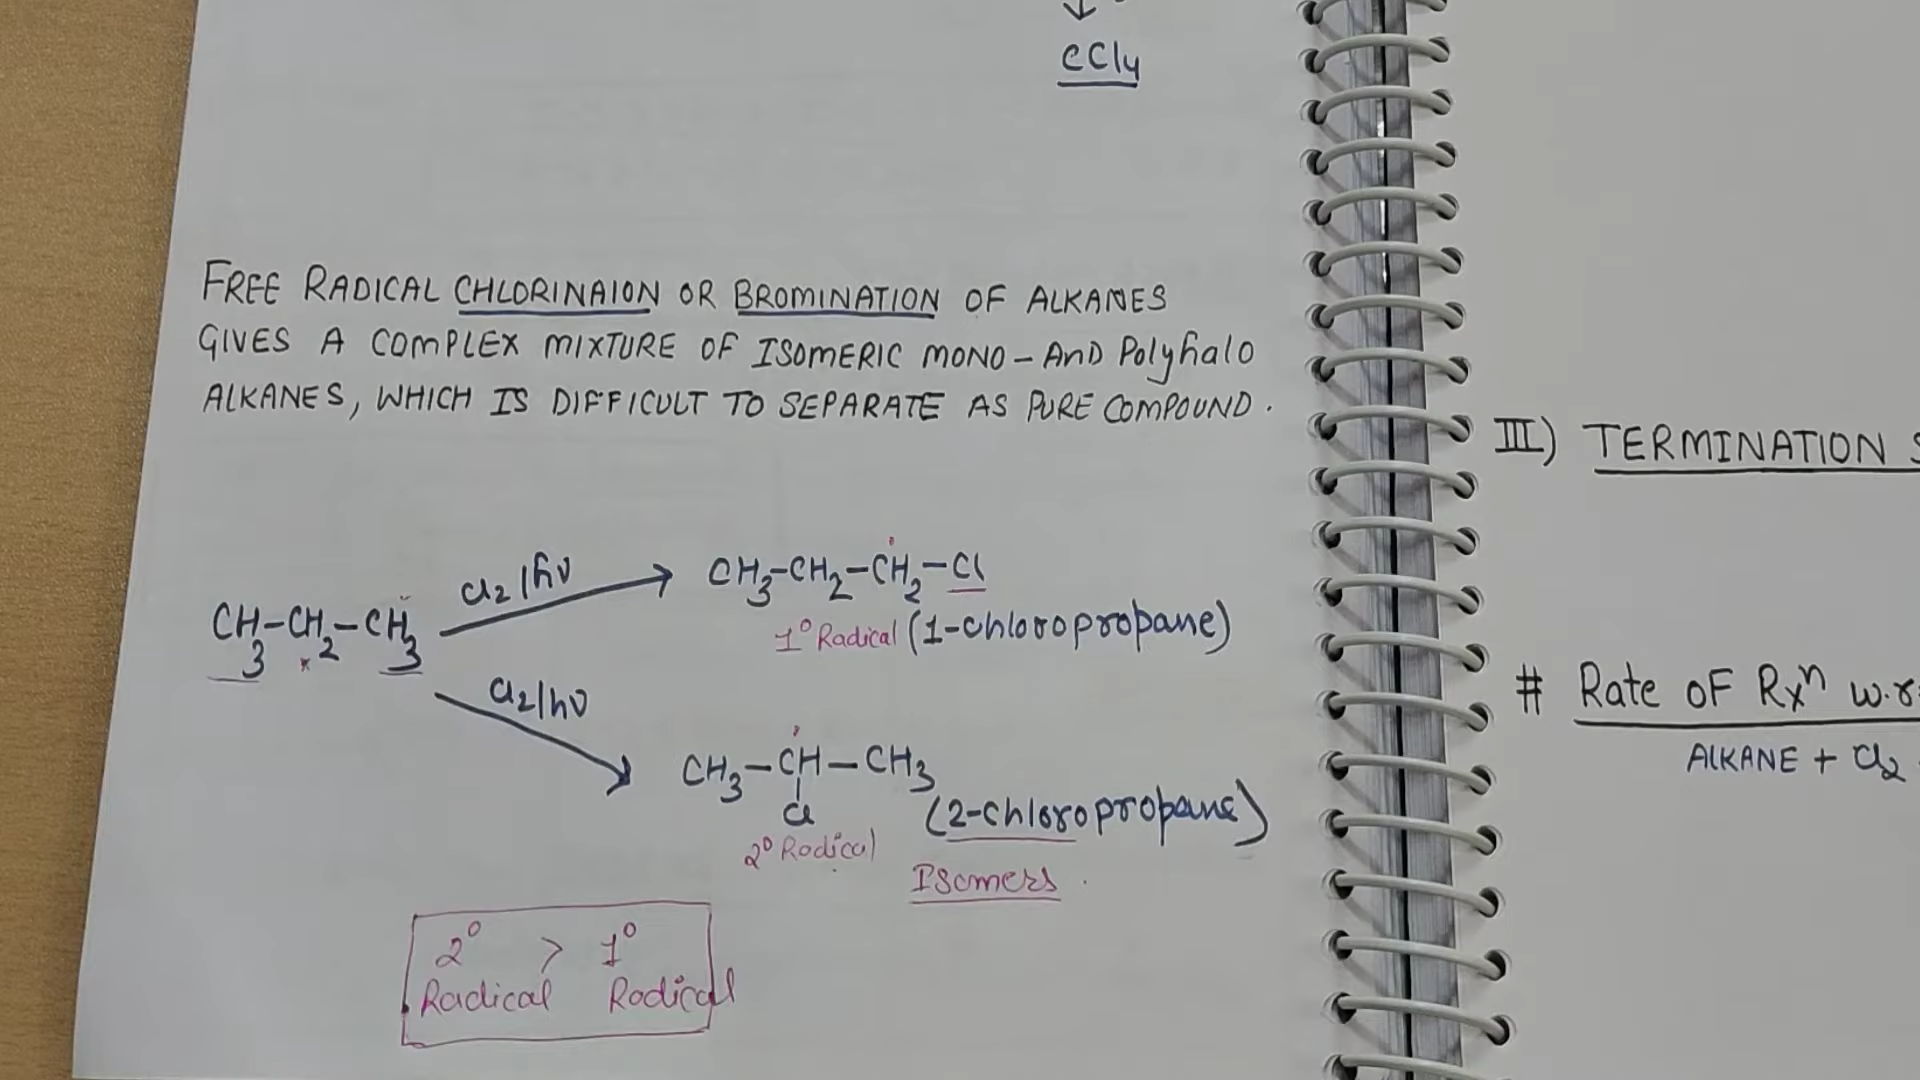 CCl4
FREE RADICAL CHLORINAION OR BROMINATION OF ALKANES
GIVES A COMPLEX MIXTURE OF ISOMERIC MONO-AND Polyhalo
ALKANES, WHICH IS DIFFICULT TO SEPARATE AS PURE COMPOUND.
CH3-CH2-CH3
Cl2/hν
CH3-CH2-CH2-Cl
1° Radical (1-chloropropane)
Cl2/hν
CH3-CH-CH3
Cl
(2-chloropropane)
2° Radical
Isomers.
2° > 1°
Radical Radical
III) TERMINATION
# Rate OF Rxn w.r
ALKANE + Cl2